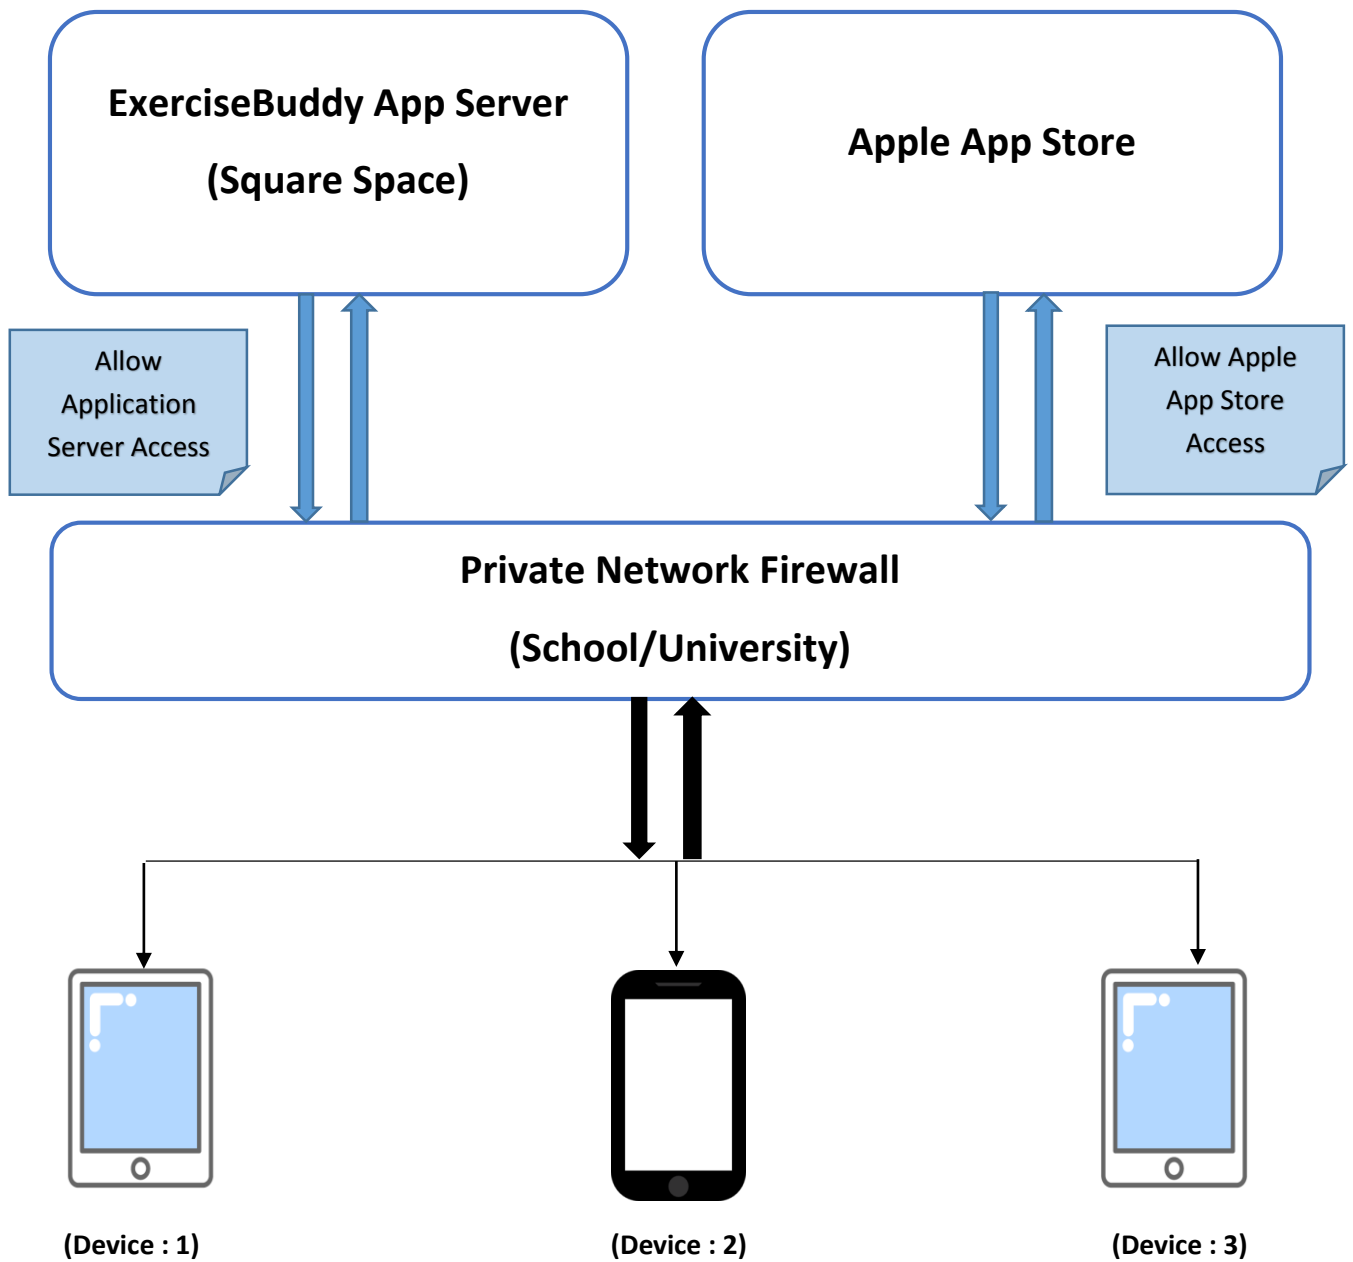 ExerciseBuddy App Server
(Square Space)
Apple App Store
Allow
Application
Server Access
Allow Apple
App Store
Access
Private Network Firewall
(School/University)
(Device : 1)
(Device : 2)
(Device : 3)